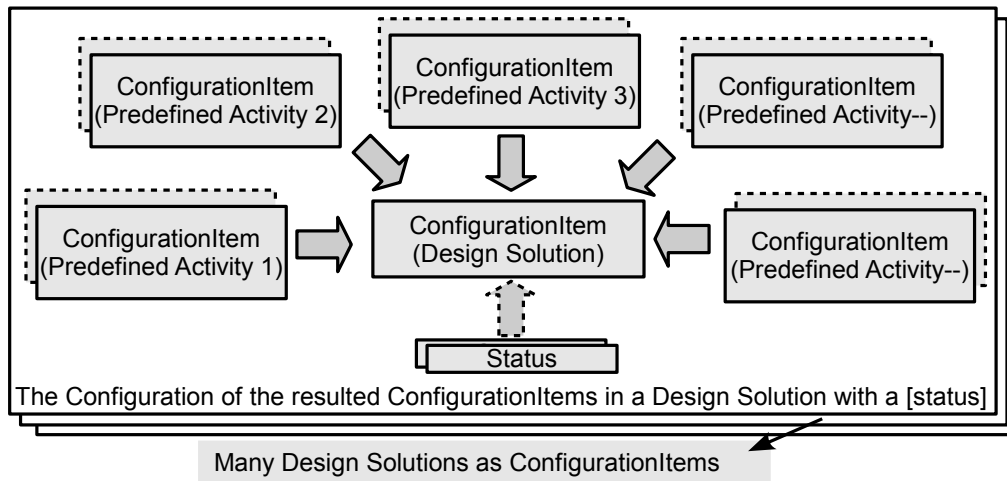 ConfigurationItem
(Predefined Activity 2)
ConfigurationItem
(Predefined Activity 3)
ConfigurationItem
(Predefined Activity--)
ConfigurationItem
(Predefined Activity 1)
ConfigurationItem
(Design Solution)
ConfigurationItem
(Predefined Activity--)
Status
The Configuration of the resulted ConfigurationItems in a Design Solution with a [status]
Many Design Solutions as ConfigurationItems